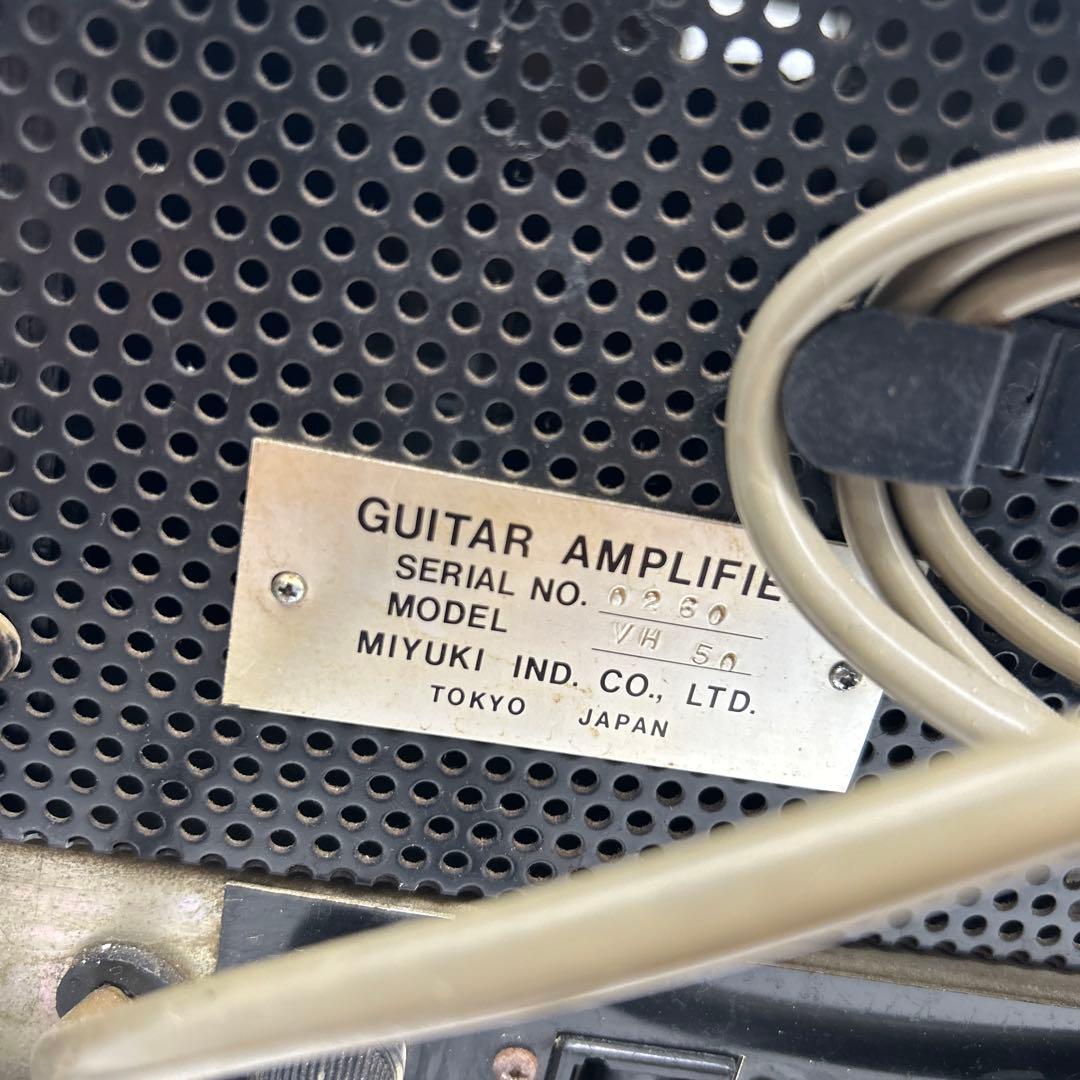 GUITAR AMPLIFIE
SERIAL NO. 0260
MODEL VH 50
MIYUKI IND. CO., LTD.
TOKYO JAPAN